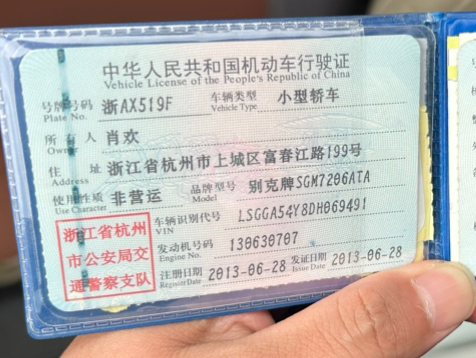 中华人民共和国机动车行驶证
Vehicle License of the People's Republic of China
号牌号码 浙AX519F 车辆类型 小型轿车
Plate No. Vehicle Type
所有人 肖欢
Owner
住址 浙江省杭州市上城区富春江路199号
Address
使用性质 非营运 品牌型号 别克牌SGM7206ATA
Use Character Model
车辆识别代号 LSGGA54Y8DH069491
VIN
发动机号码 130630707
Engine No.
注册日期 2013-06-28 发证日期 2013-06-28
Register Date Issue Date
浙江省杭州
市公安局交
通警察支队